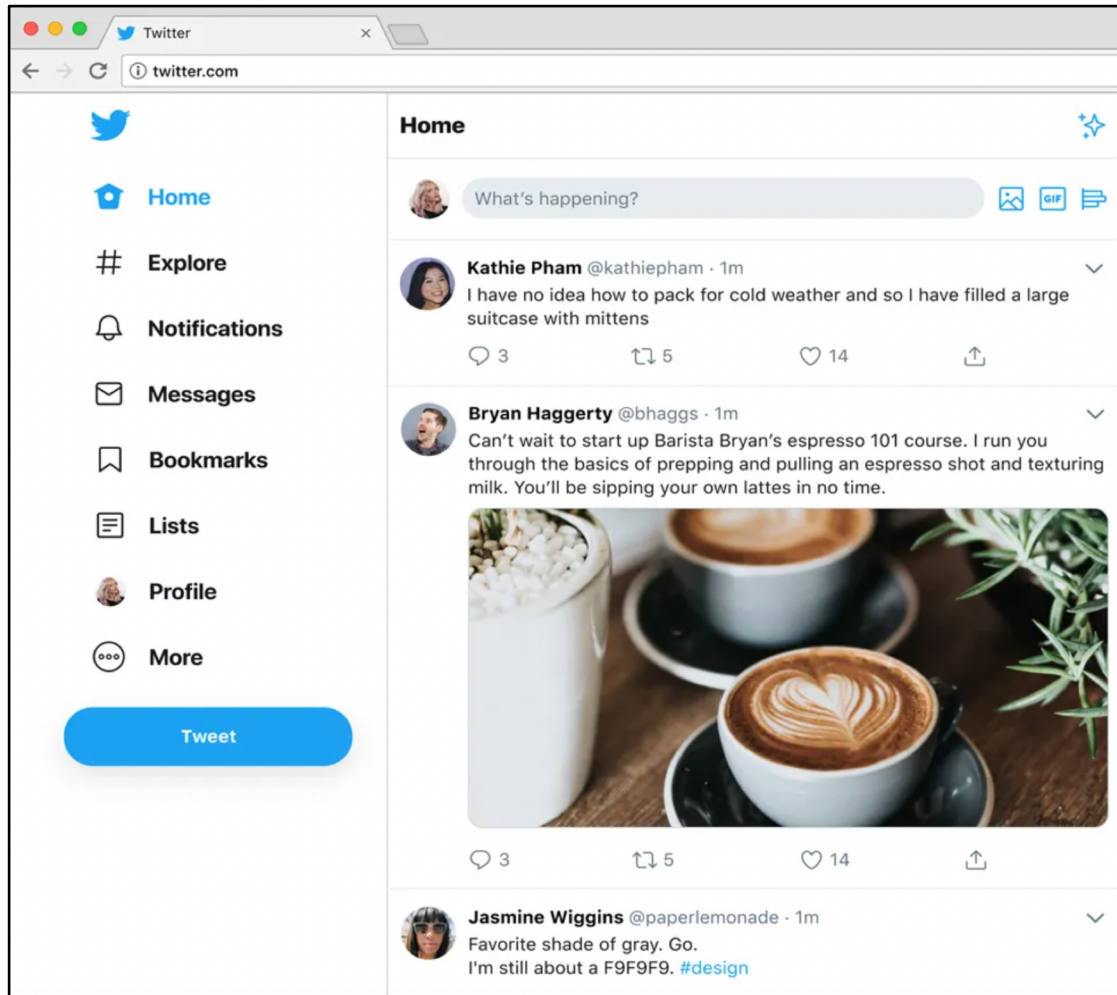 Twitter
twitter.com
Home
Explore
Notifications
Messages
Bookmarks
Lists
Profile
More
Tweet
Home
What's happening?
GIF
Kathie Pham @kathiepham · 1m
I have no idea how to pack for cold weather and so I have filled a large
suitcase with mittens
3 5 14
Bryan Haggerty @bhaggs · 1m
Can't wait to start up Barista Bryan's espresso 101 course. I run you
through the basics of prepping and pulling an espresso shot and texturing
milk. You'll be sipping your own lattes in no time.
3 5 14
Jasmine Wiggins @paperlemonade · 1m
Favorite shade of gray. Go.
I'm still about a F9F9F9. #design